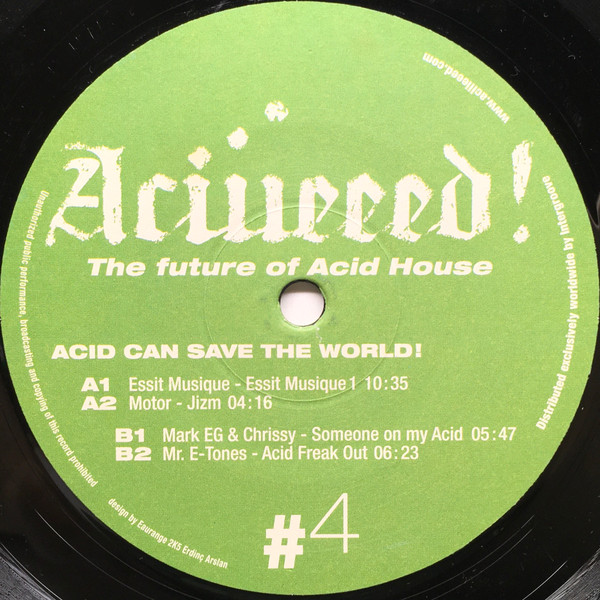 www.aciiieeed.com
Aciiieeed!
The future of Acid House
ACID CAN SAVE THE WORLD!
A1 Essit Musique - Essit Musique 1 10:35
A2 Motor - Jizm 04:16
B1 Mark EG & Chrissy - Someone on my Acid 05:47
B2 Mr. E-Tones - Acid Freak Out 06:23
#4
Unauthorized public performance, broadcasting and copying of this record prohibited
design by Eaurange 2K5 Erdinç Arslan
Distributed exclusively worldwide by Intergroove